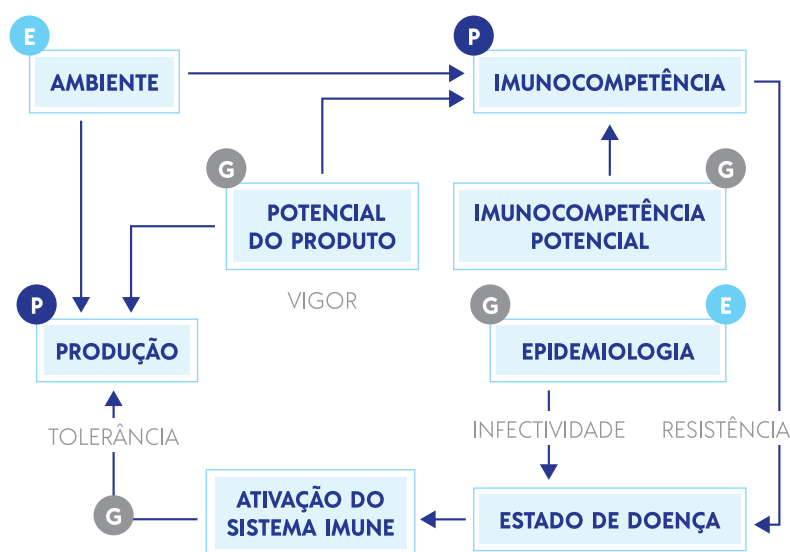 E
AMBIENTE
P
IMUNOCOMPETÊNCIA
G
POTENCIAL
DO PRODUTO
VIGOR
G
IMUNOCOMPETÊNCIA
POTENCIAL
P
PRODUÇÃO
G
E
EPIDEMIOLOGIA
TOLERÂNCIA
INFECTIVIDADE
RESISTÊNCIA
G
ATIVAÇÃO DO
SISTEMA IMUNE
ESTADO DE DOENÇA